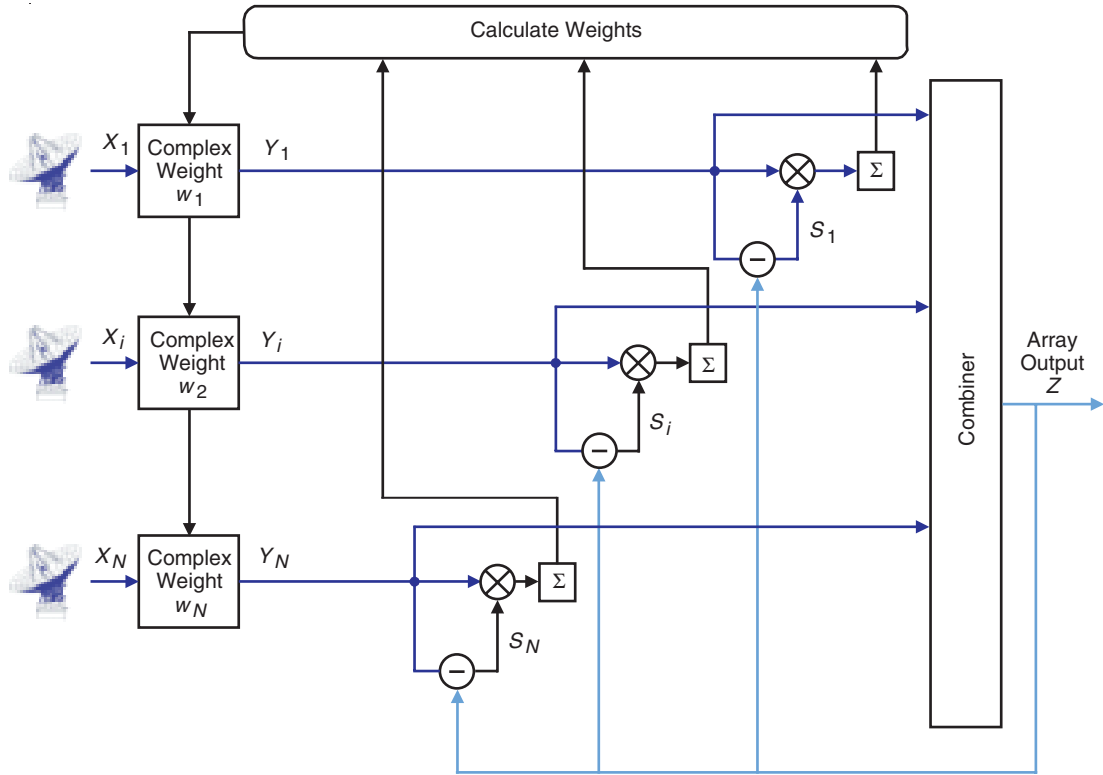 Calculate Weights
X1
Complex
Weight
w1
Y1
Σ
S1
Xi
Complex
Weight
w2
Yi
Σ
Si
Array
Output
Z
Combiner
XN
Complex
Weight
wN
YN
Σ
SN